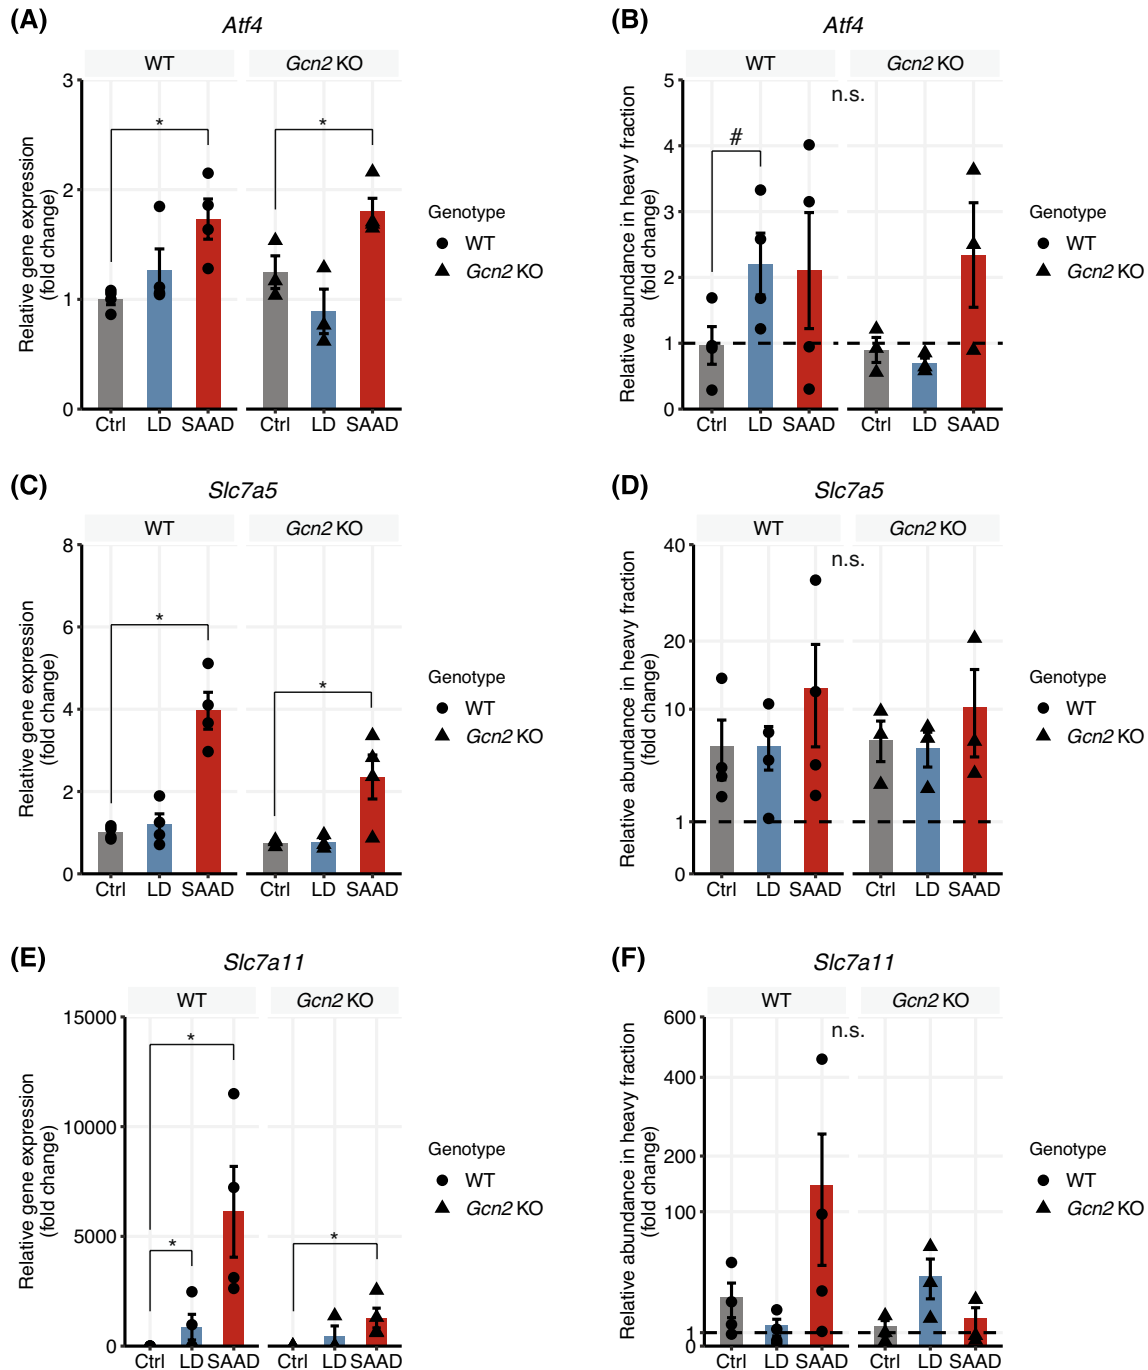 (A)
Atf4
WT
Gcn2 KO
Relative gene expression
(fold change)
3
2
1
0
*
*
Ctrl LD SAAD
Ctrl LD SAAD
Genotype
WT
Gcn2 KO
(B)
Atf4
WT
Gcn2 KO
n.s.
Relative abundance in heavy fraction
(fold change)
5
4
3
2
1
0
#
Ctrl LD SAAD
Ctrl LD SAAD
Genotype
WT
Gcn2 KO
(C)
Slc7a5
WT
Gcn2 KO
Relative gene expression
(fold change)
8
6
4
2
0
*
*
Ctrl LD SAAD
Ctrl LD SAAD
Genotype
WT
Gcn2 KO
(D)
Slc7a5
WT
Gcn2 KO
n.s.
Relative abundance in heavy fraction
(fold change)
40
20
10
1
0
Ctrl LD SAAD
Ctrl LD SAAD
Genotype
WT
Gcn2 KO
(E)
Slc7a11
WT
Gcn2 KO
Relative gene expression
(fold change)
15000
10000
5000
0
*
*
*
Ctrl LD SAAD
Ctrl LD SAAD
Genotype
WT
Gcn2 KO
(F)
Slc7a11
WT
Gcn2 KO
n.s.
Relative abundance in heavy fraction
(fold change)
600
400
200
100
1
0
Ctrl LD SAAD
Ctrl LD SAAD
Genotype
WT
Gcn2 KO